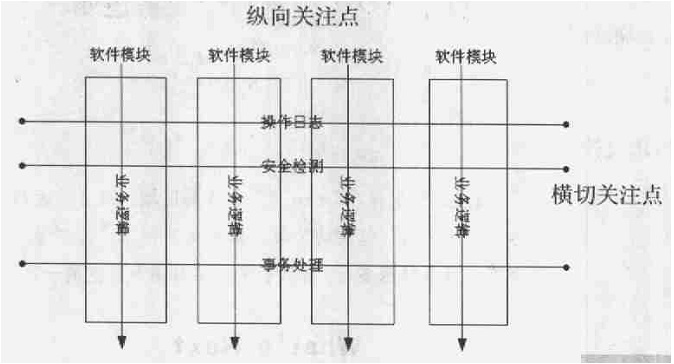 纵向关注点
软件模块 软件模块 软件模块 软件模块
操作日志
安全检测
业务逻辑 业务逻辑 业务逻辑 业务逻辑
横切关注点
事务处理